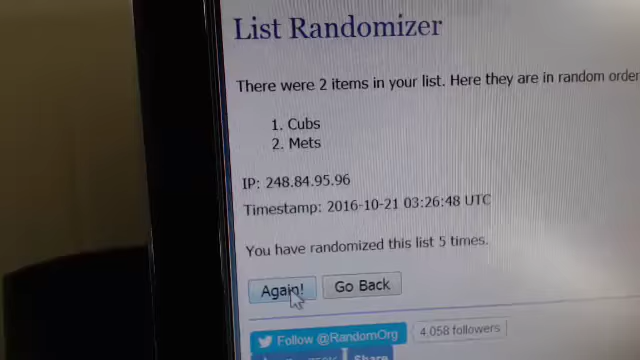 List Randomizer
There were 2 items in your list. Here they are in random order
1. Cubs
2. Mets
IP: 248.84.95.96
Timestamp: 2016-10-21 03:26:48 UTC
You have randomized this list 5 times.
Again! Go Back
Follow @RandomOrg 4,058 followers
Share